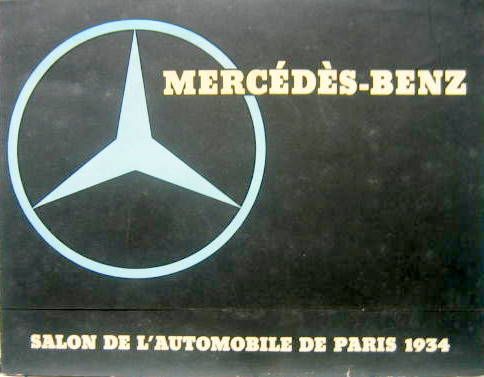 MERCÉDÈS-BENZ
SALON DE L'AUTOMOBILE DE PARIS 1934